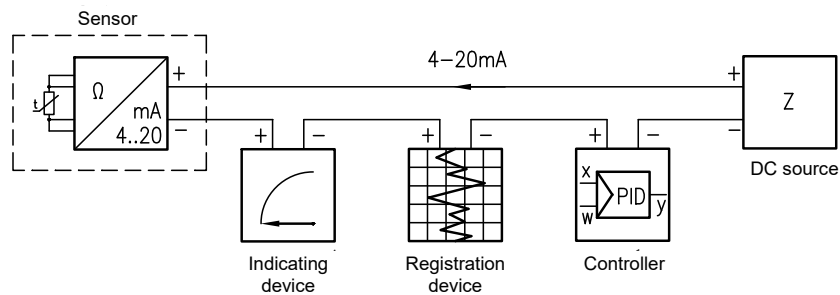 Sensor
4-20mA
+
+
Ω
Z
t
mA
4..20
−
+
−
+
−
+
−
−
DC source
x
PID
w
y
Indicating
device
Registration
device
Controller